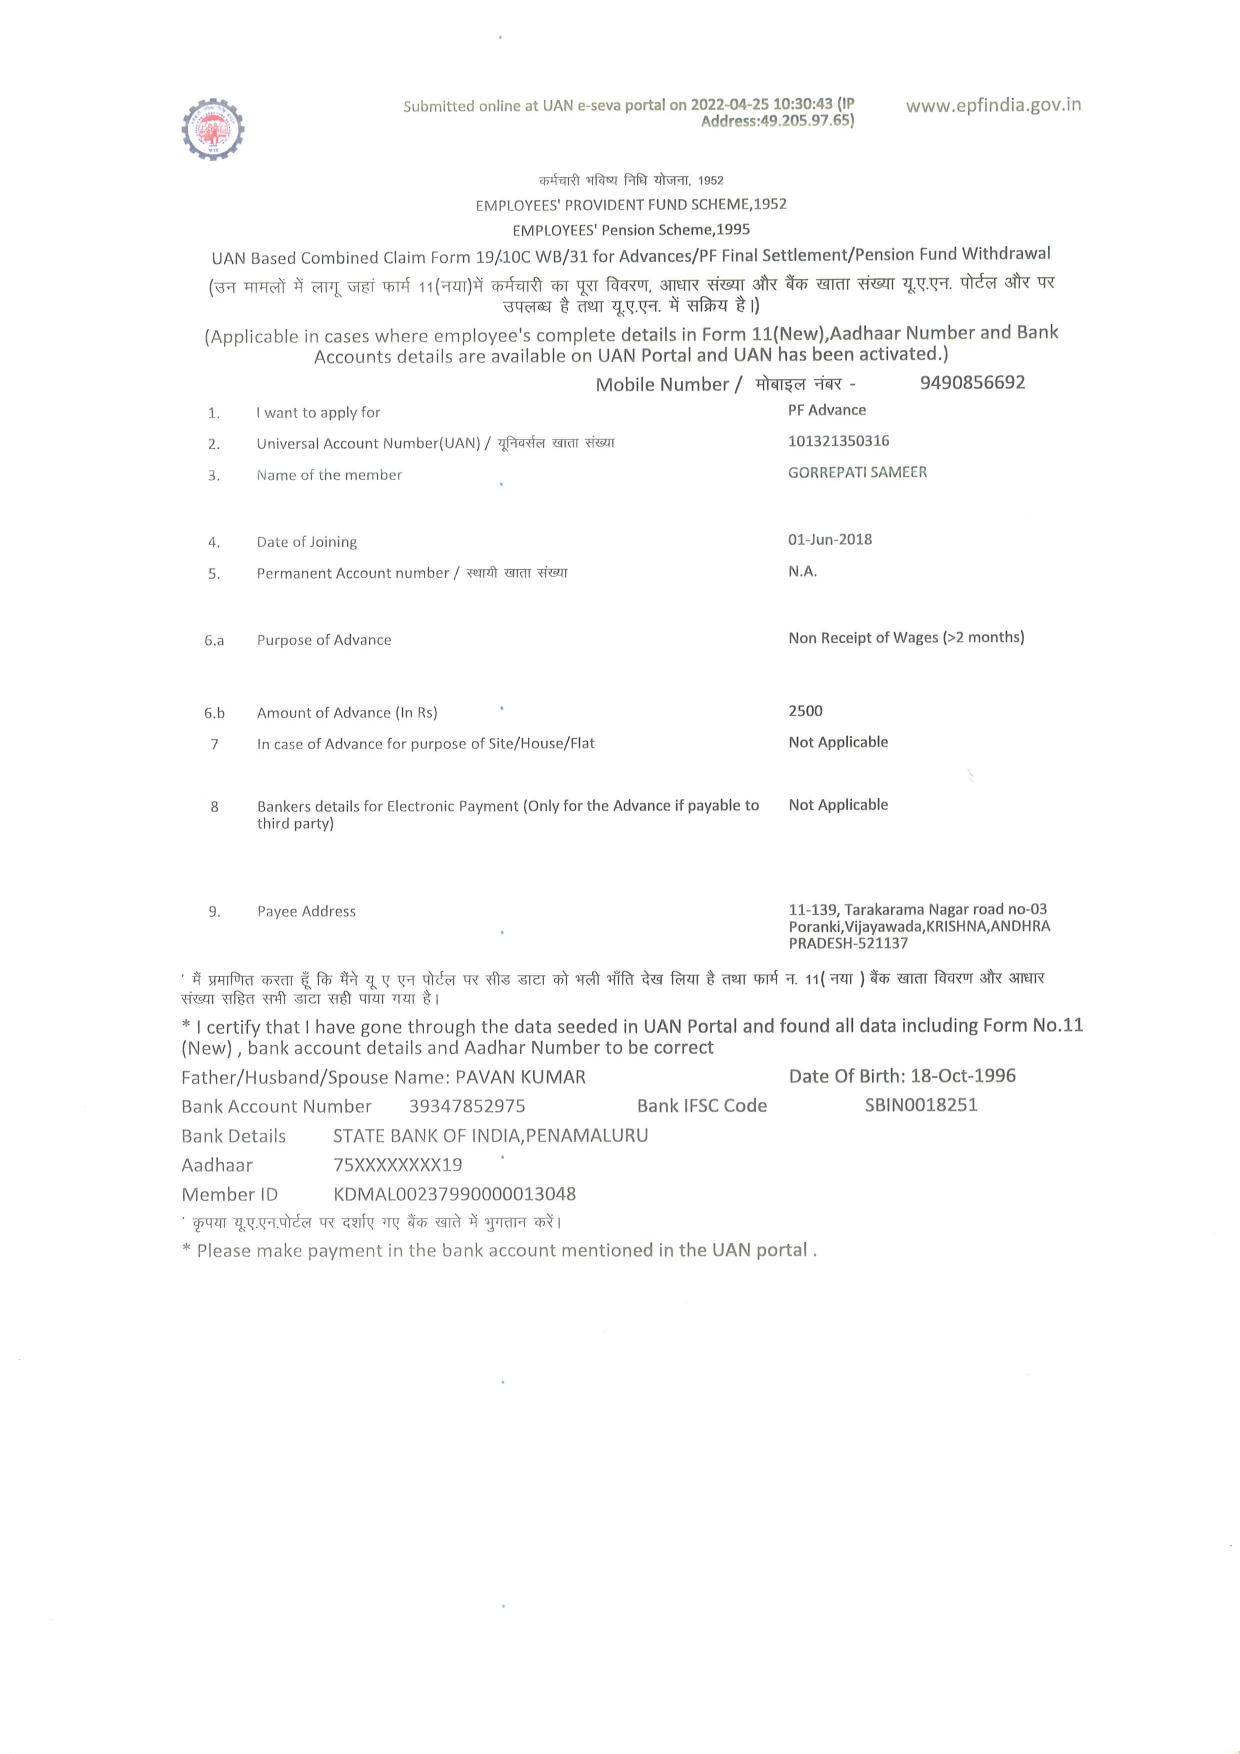 Submitted online at UAN e-seva portal on 2022-04-25 10:30:43 (IP
Address:49.205.97.65)
www.epfindia.gov.in
कर्मचारी भविष्य निधि योजना, 1952
EMPLOYEES' PROVIDENT FUND SCHEME,1952
EMPLOYEES' Pension Scheme,1995
UAN Based Combined Claim Form 19/10C WB/31 for Advances/PF Final Settlement/Pension Fund Withdrawal
(उन मामलों में लागू जहां फार्म 11(नया)में कर्मचारी का पूरा विवरण, आधार संख्या और बैंक खाता संख्या यू.ए.एन. पोर्टल और पर
उपलब्ध है तथा यू.ए.एन. में सक्रिय है।)
(Applicable in cases where employee's complete details in Form 11(New),Aadhaar Number and Bank
Accounts details are available on UAN Portal and UAN has been activated.)
Mobile Number / मोबाइल नंबर - 9490856692
1. I want to apply for PF Advance
2. Universal Account Number(UAN) / यूनिवर्सल खाता संख्या 101321350316
3. Name of the member GORREPATI SAMEER
4. Date of Joining 01-Jun-2018
5. Permanent Account number / स्थायी खाता संख्या N.A.
6.a Purpose of Advance Non Receipt of Wages (>2 months)
6.b Amount of Advance (In Rs) 2500
7 In case of Advance for purpose of Site/House/Flat Not Applicable
8 Bankers details for Electronic Payment (Only for the Advance if payable to Not Applicable
third party)
9. Payee Address 11-139, Tarakarama Nagar road no-03
Poranki,Vijayawada,KRISHNA,ANDHRA
PRADESH-521137
' मैं प्रमाणित करता हूँ कि मैंने यू ए एन पोर्टल पर सीड डाटा को भली भाँति देख लिया है तथा फार्म न. 11( नया ) बैंक खाता विवरण और आधार
संख्या सहित सभी डाटा सही पाया गया है।
* I certify that I have gone through the data seeded in UAN Portal and found all data including Form No.11
(New) , bank account details and Aadhar Number to be correct
Father/Husband/Spouse Name: PAVAN KUMAR Date Of Birth: 18-Oct-1996
Bank Account Number 39347852975 Bank IFSC Code SBIN0018251
Bank Details STATE BANK OF INDIA,PENAMALURU
Aadhaar 75XXXXXXXX19
Member ID KDMAL00237990000013048
' कृपया यू.ए.एन.पोर्टल पर दर्शाए गए बैंक खाते में भुगतान करें।
* Please make payment in the bank account mentioned in the UAN portal .